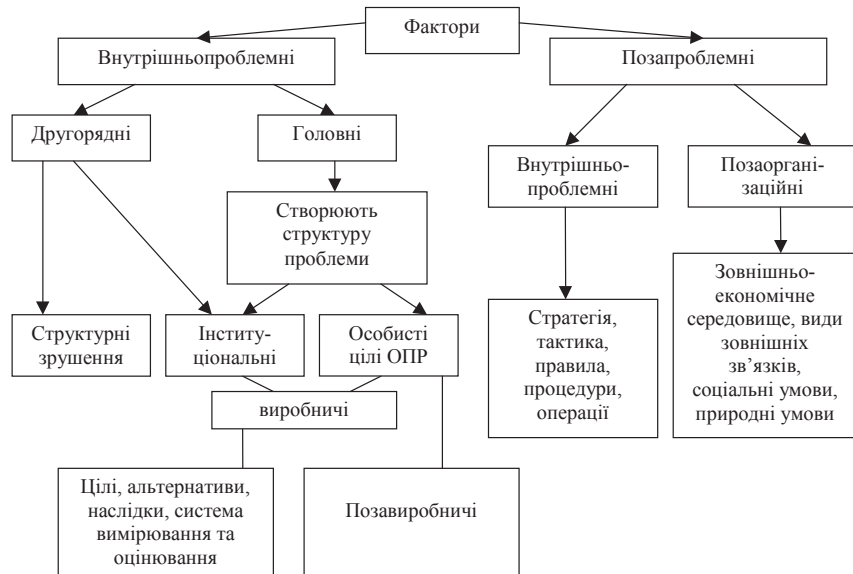 Фактори
Внутрішньопроблемні
Позапроблемні
Другорядні
Головні
Внутрішньо-
проблемні
Позаоргані-
заційні
Створюють
структуру
проблеми
Структурні
зрушення
Інститу-
ціональні
Особисті
цілі ОПР
Стратегія,
тактика,
правила,
процедури,
операції
Зовнішньо-
економічне
середовище, види
зовнішніх
зв’язків,
соціальні умови,
природні умови
виробничі
Цілі, альтернативи,
наслідки, система
вимірювання та
оцінювання
Позавиробничі